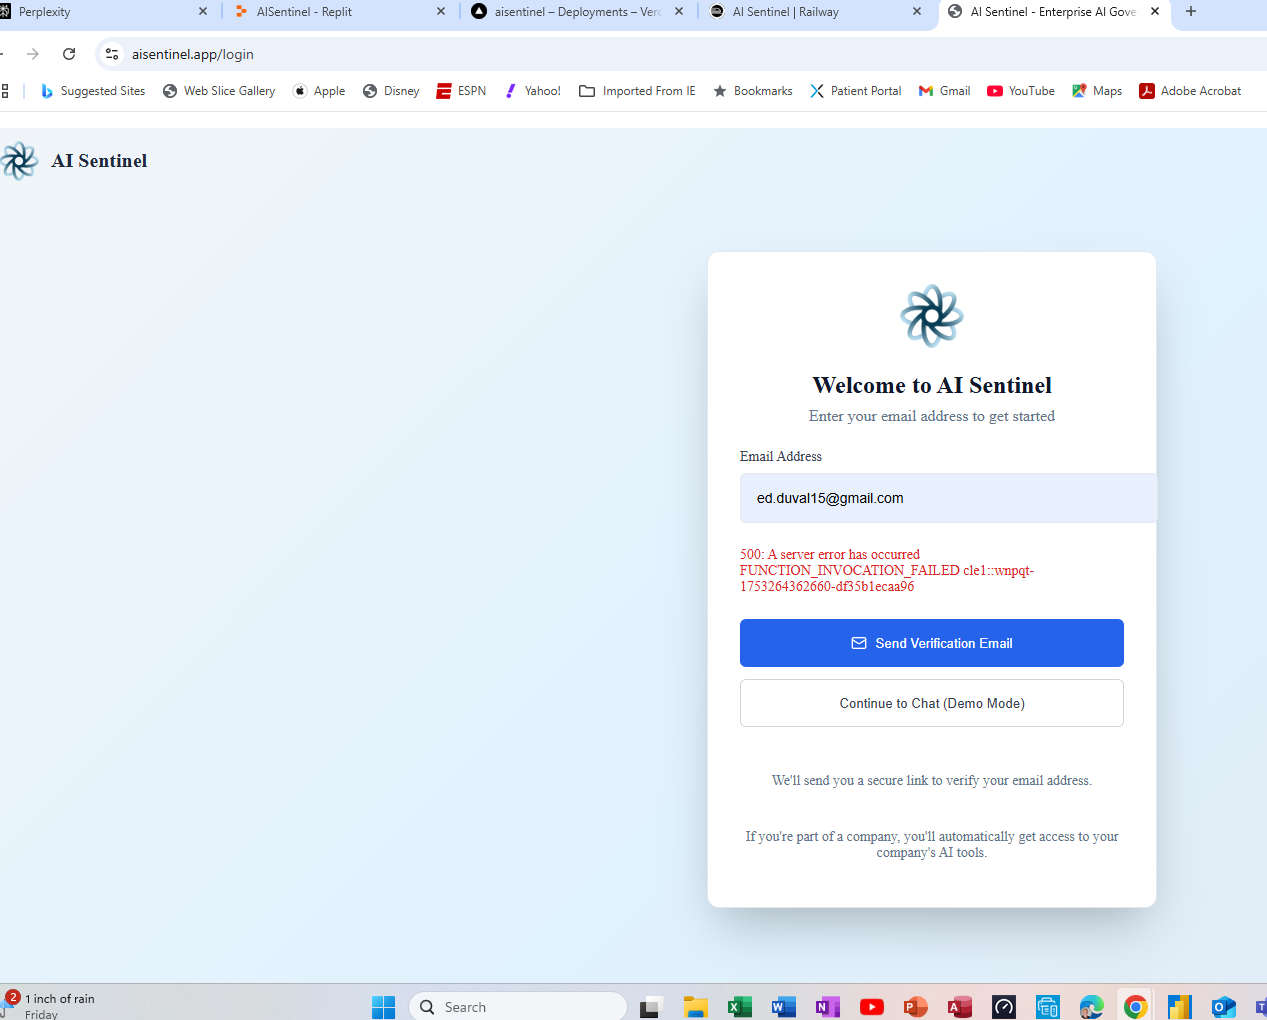 Perplexity
AISentinel - Replit
aisentinel – Deployments – Verc
AI Sentinel | Railway
AI Sentinel - Enterprise AI Gove
aisentinel.app/login
Suggested Sites
Web Slice Gallery
Apple
Disney
ESPN
Yahoo!
Imported From IE
Bookmarks
Patient Portal
Gmail
YouTube
Maps
Adobe Acrobat
AI Sentinel
Welcome to AI Sentinel
Enter your email address to get started
Email Address
ed.duval15@gmail.com
500: A server error has occurred
FUNCTION_INVOCATION_FAILED cle1::wnpqt-
1753264362660-df35b1ecaa96
Send Verification Email
Continue to Chat (Demo Mode)
We'll send you a secure link to verify your email address.
If you're part of a company, you'll automatically get access to your
company's AI tools.
2
1 inch of rain
Friday
Search